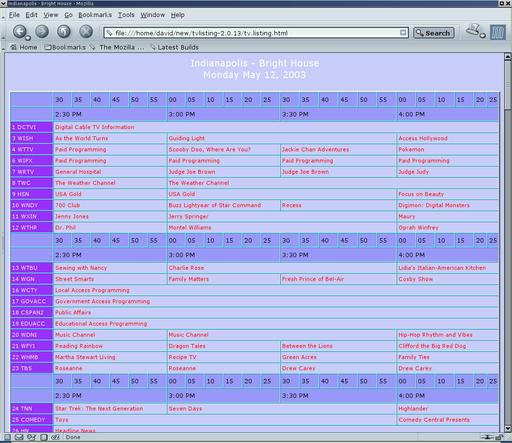 Indianapolis - Bright House - Mozilla
File Edit View Go Bookmarks Tools Window Help
file:///home/david/new/tvlisting-2.0.13/tv.listing.html Search
Home Bookmarks The Mozilla ... Latest Builds
Indianapolis - Bright House
Monday May 12, 2003
30 35 40 45 50 55 00 05 10 15 20 25 30 35 40 45 50 55 00 05 10 15 20 25
2:30 PM 3:00 PM 3:30 PM 4:00 PM
1 DCTVI Digital Cable TV Information
3 WISH As the World Turns Guiding Light Access Hollywood
4 WTTV Paid Programming Scooby Doo, Where Are You? Jackie Chan Adventures Pokemon
6 WIPX Paid Programming Paid Programming Paid Programming Paid Programming
7 WRTV General Hospital Judge Joe Brown Judge Joe Brown Judge Judy
8 TWC The Weather Channel The Weather Channel
9 HSN USA Gold USA Gold Focus on Beauty
10 WNDY 700 Club Buzz Lightyear of Star Command Recess Digimon: Digital Monsters
11 WXIN Jenny Jones Jerry Springer Maury
12 WTHR Dr. Phil Montel Williams Oprah Winfrey
30 35 40 45 50 55 00 05 10 15 20 25 30 35 40 45 50 55 00 05 10 15 20 25
2:30 PM 3:00 PM 3:30 PM 4:00 PM
13 WTBU Sewing with Nancy Charlie Rose Lidia's Italian-American Kitchen
14 WGN Street Smarts Family Matters Fresh Prince of Bel-Air Cosby Show
16 WCTY Local Access Programming
17 GOVACC Government Access Programming
18 CSPAN2 Public Affairs
19 EDUACC Educational Access Programming
20 WDNI Music Channel Music Channel Hip-Hop Rhythm and Vibes
21 WFYI Reading Rainbow Dragon Tales Between the Lions Clifford the Big Red Dog
22 WHMB Martha Stewart Living Recipe TV Green Acres Family Ties
23 TBS Roseanne Roseanne Drew Carey Drew Carey
30 35 40 45 50 55 00 05 10 15 20 25 30 35 40 45 50 55 00 05 10 15 20 25
2:30 PM 3:00 PM 3:30 PM 4:00 PM
24 TNN Star Trek: The Next Generation Seven Days Highlander
25 COMEDY Toys Comedy Central Presents
26 HN Headline News
Done